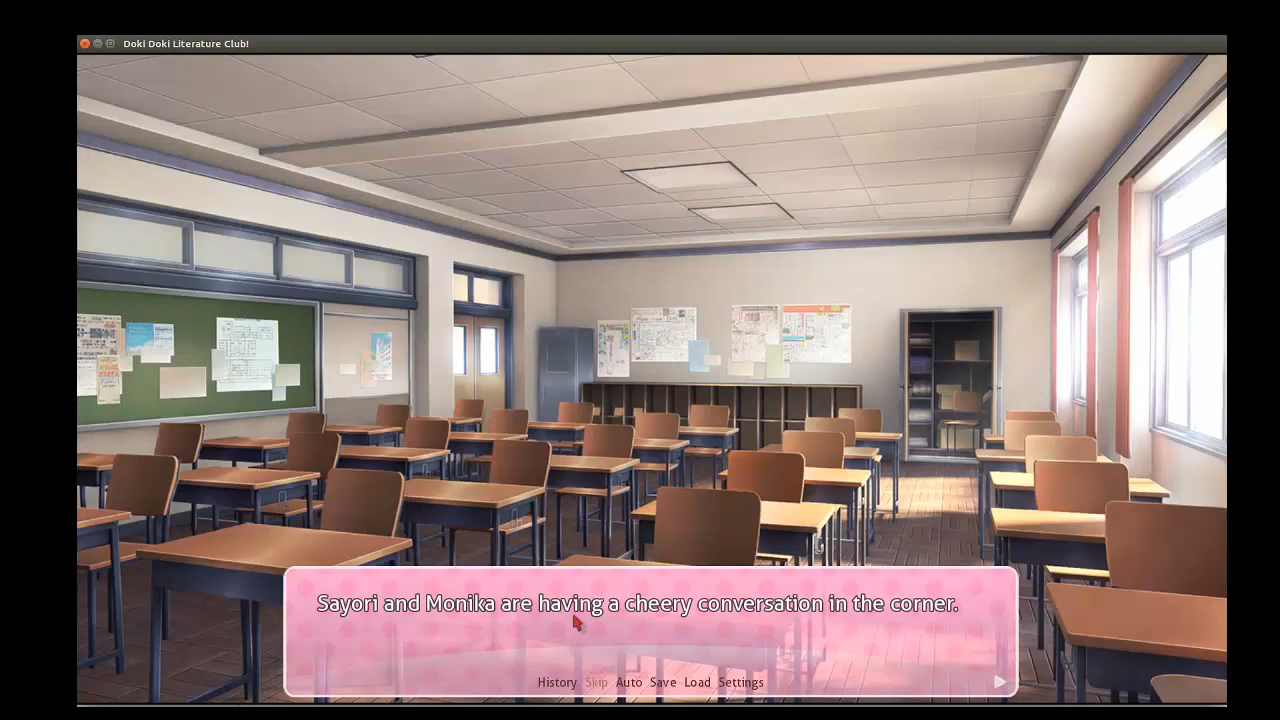 Doki Doki Literature Club!
Sayori and Monika are having a cheery conversation in the corner.
History Skip Auto Save Load Settings